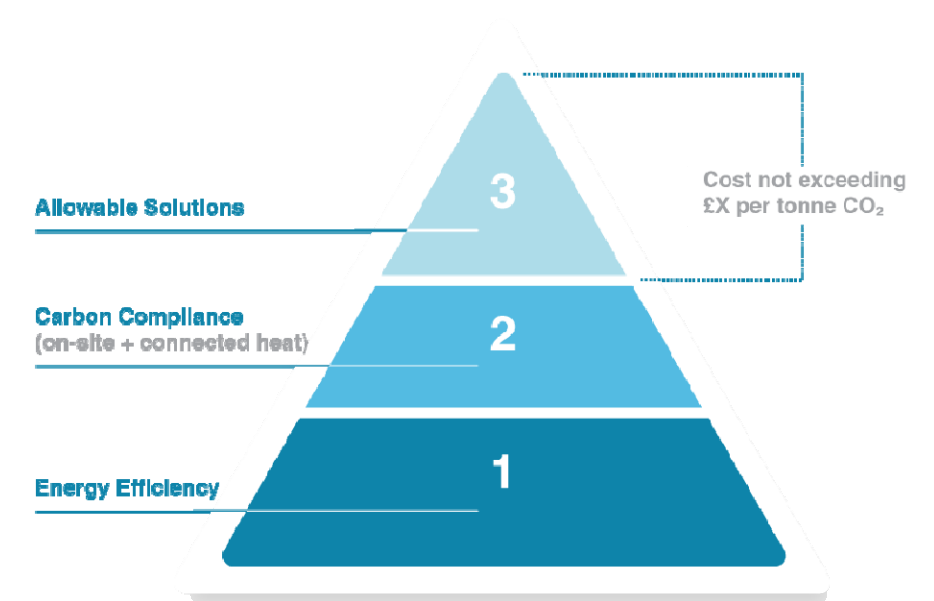 3
Cost not exceeding
£X per tonne CO₂
Allowable Solutions
Carbon Compliance
(on-site + connected heat)
2
1
Energy Efficiency